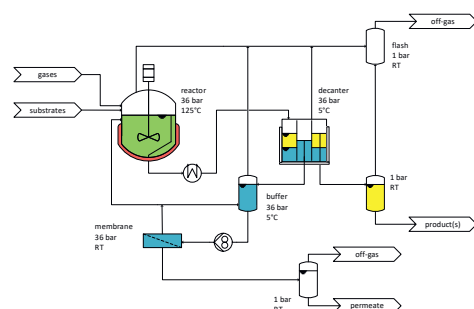 off-gas
flash
1 bar
RT
gases
reactor
36 bar
125°C
decanter
36 bar
5°C
substrates
1 bar
RT
buffer
36 bar
5°C
product(s)
membrane
36 bar
RT
off-gas
1 bar
RT
permeate